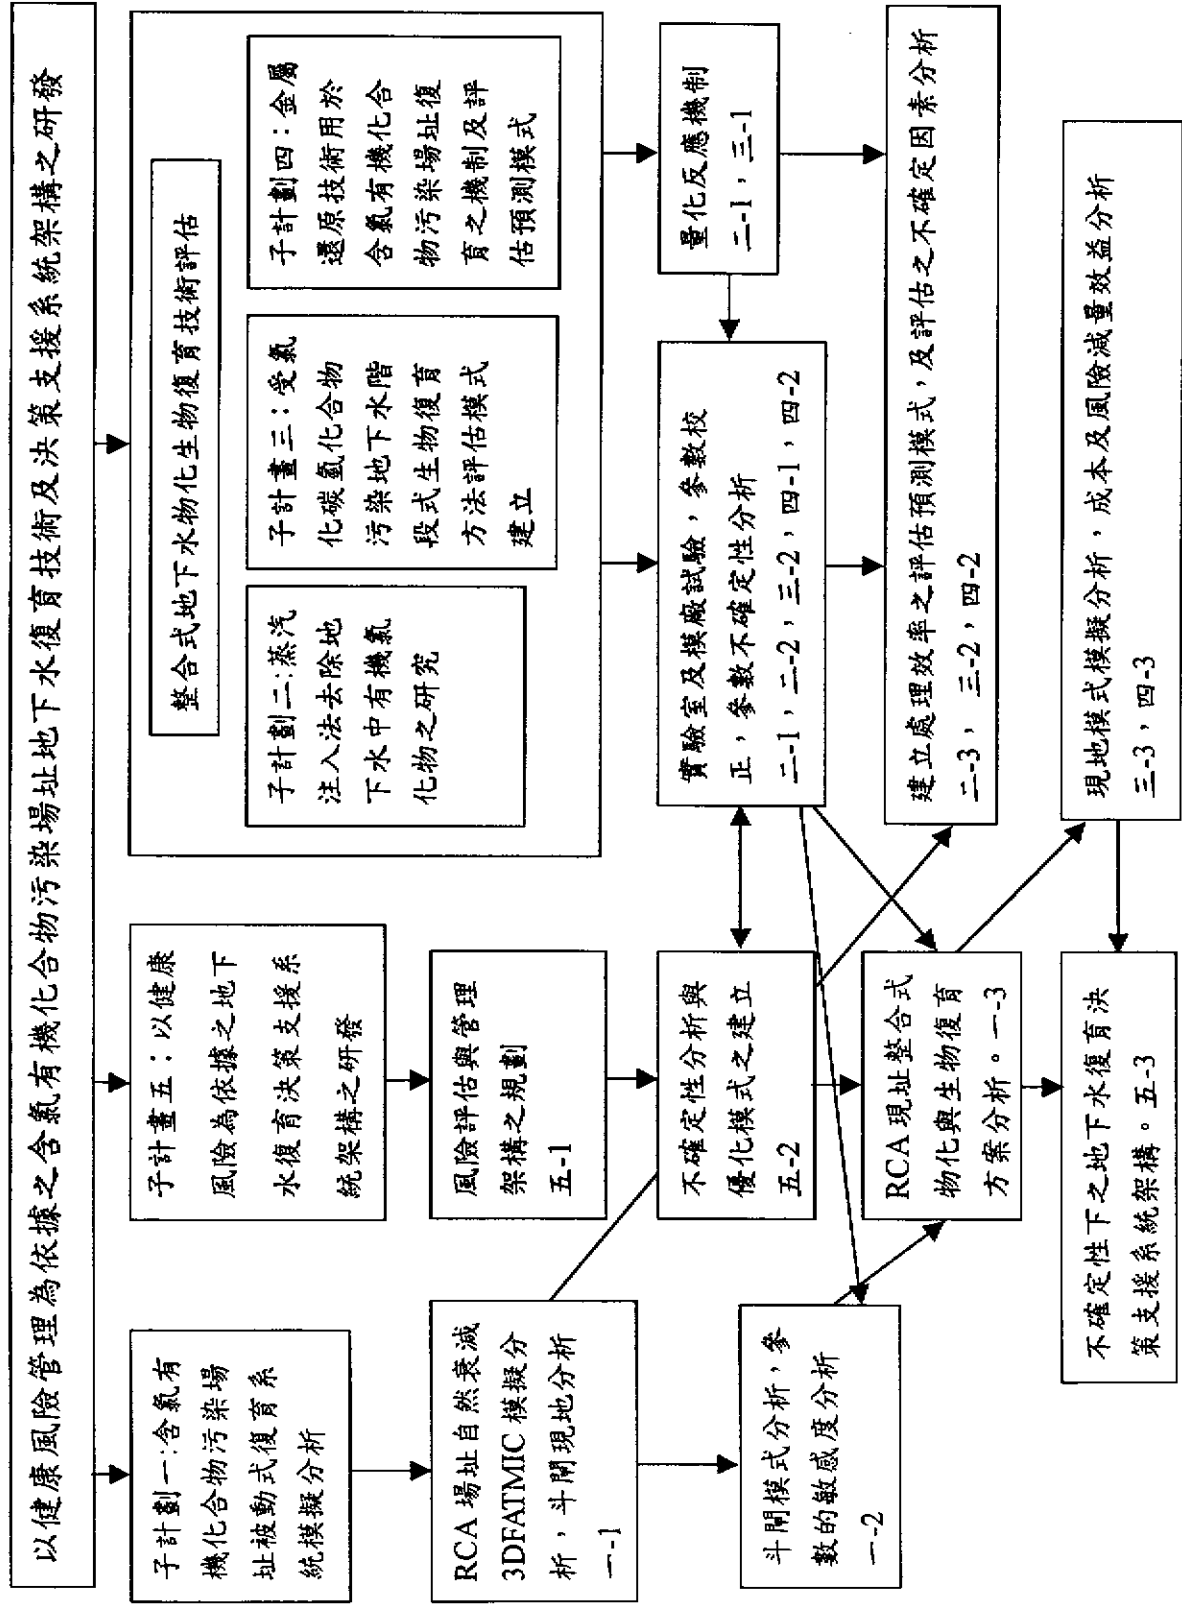 以健康風險管理為依據之含氯有機化合物污染場址地下水復育技術及決策支援系統架構之研發
子計劃一:含氯有
機化合物污染場
址被動式復育系
統模擬分析
子計畫五：以健康
風險為依據之地下
水復育決策支援系
統架構之研發
整合式地下水物化生物復育技術評估
子計劃二:蒸汽
注入法去除地
下水中有機氯
化物之研究
子計畫三：受氯
化碳氫化合物
污染地下水階
段式生物復育
方法評估模式
建立
子計劃四：金屬
還原技術用於
含氯有機化合
物污染場址復
育之機制及評
估預測模式
RCA 場址自然衰減
3DFATMIC 模擬分
析，斗閘現地分析
一-1
風險評估與管理
架構之規劃
五-1
不確定性分析與
優化模式之建立
五-2
實驗室及模廠試驗，參數校
正，參數不確定性分析
二-1，二-2，三-2，四-1，四-2
量化反應機制
二-1，三-1
斗閘模式分析，參
數的敏感度分析
一-2
RCA 現址整合式
物化與生物復育
方案分析。一-3
建立處理效率之評估預測模式，及評估之不確定因素分析
二-3，三-2，四-2
不確定性下之地下水復育決
策支援系統架構。五-3
現地模式模擬分析，成本及風險減量效益分析
三-3，四-3